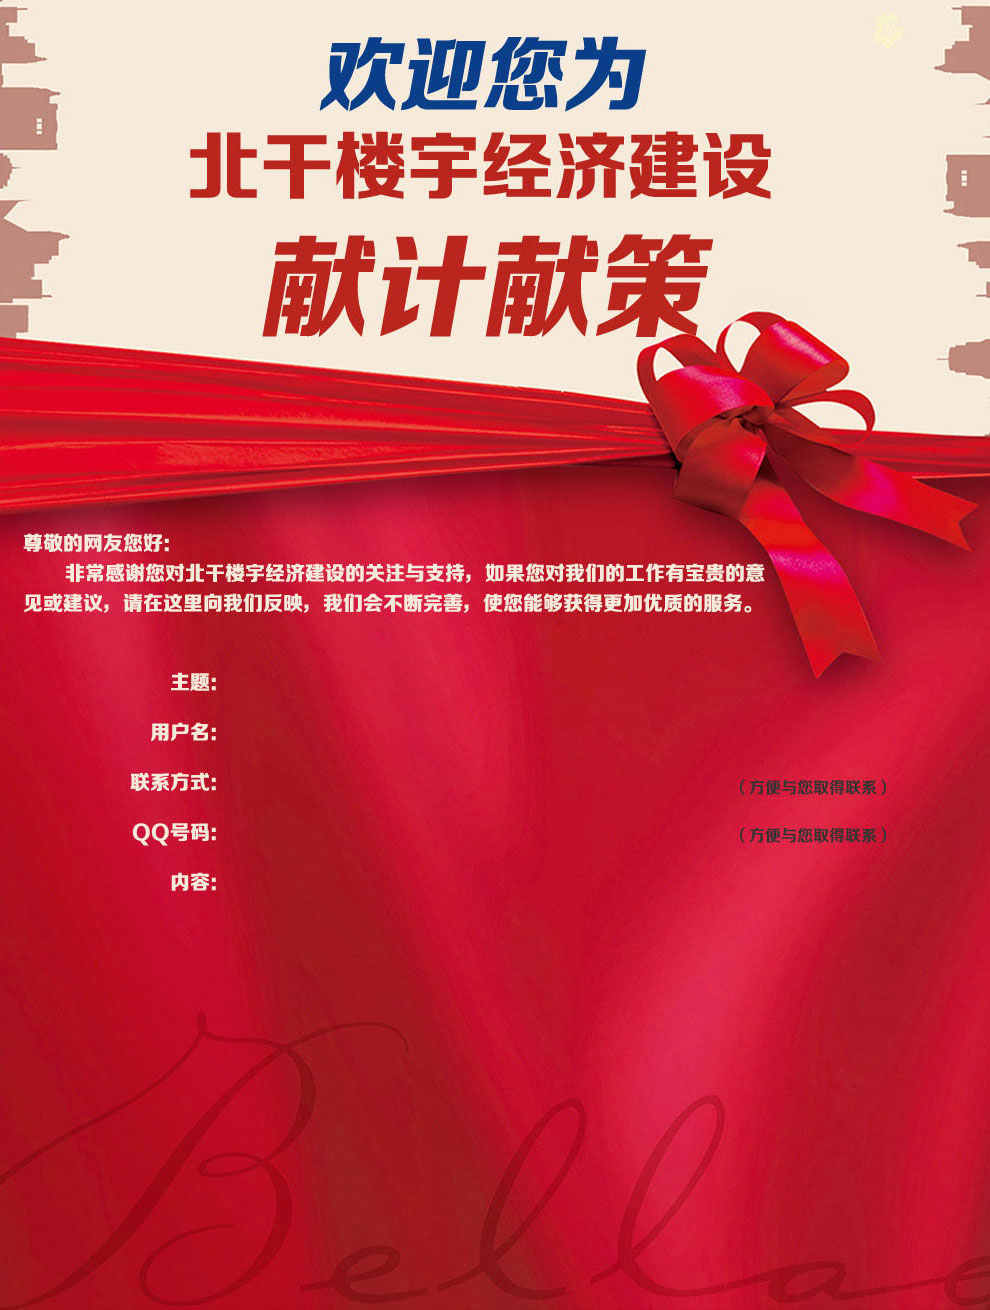 欢迎您为
北干楼宇经济建设
献计献策
尊敬的网友您好:
非常感谢您对北干楼宇经济建设的关注与支持，如果您对我们的工作有宝贵的意
见或建议，请在这里向我们反映，我们会不断完善，使您能够获得更加优质的服务。
主题:
用户名:
联系方式:
（方便与您取得联系）
QQ号码:
（方便与您取得联系）
内容:
Bellae